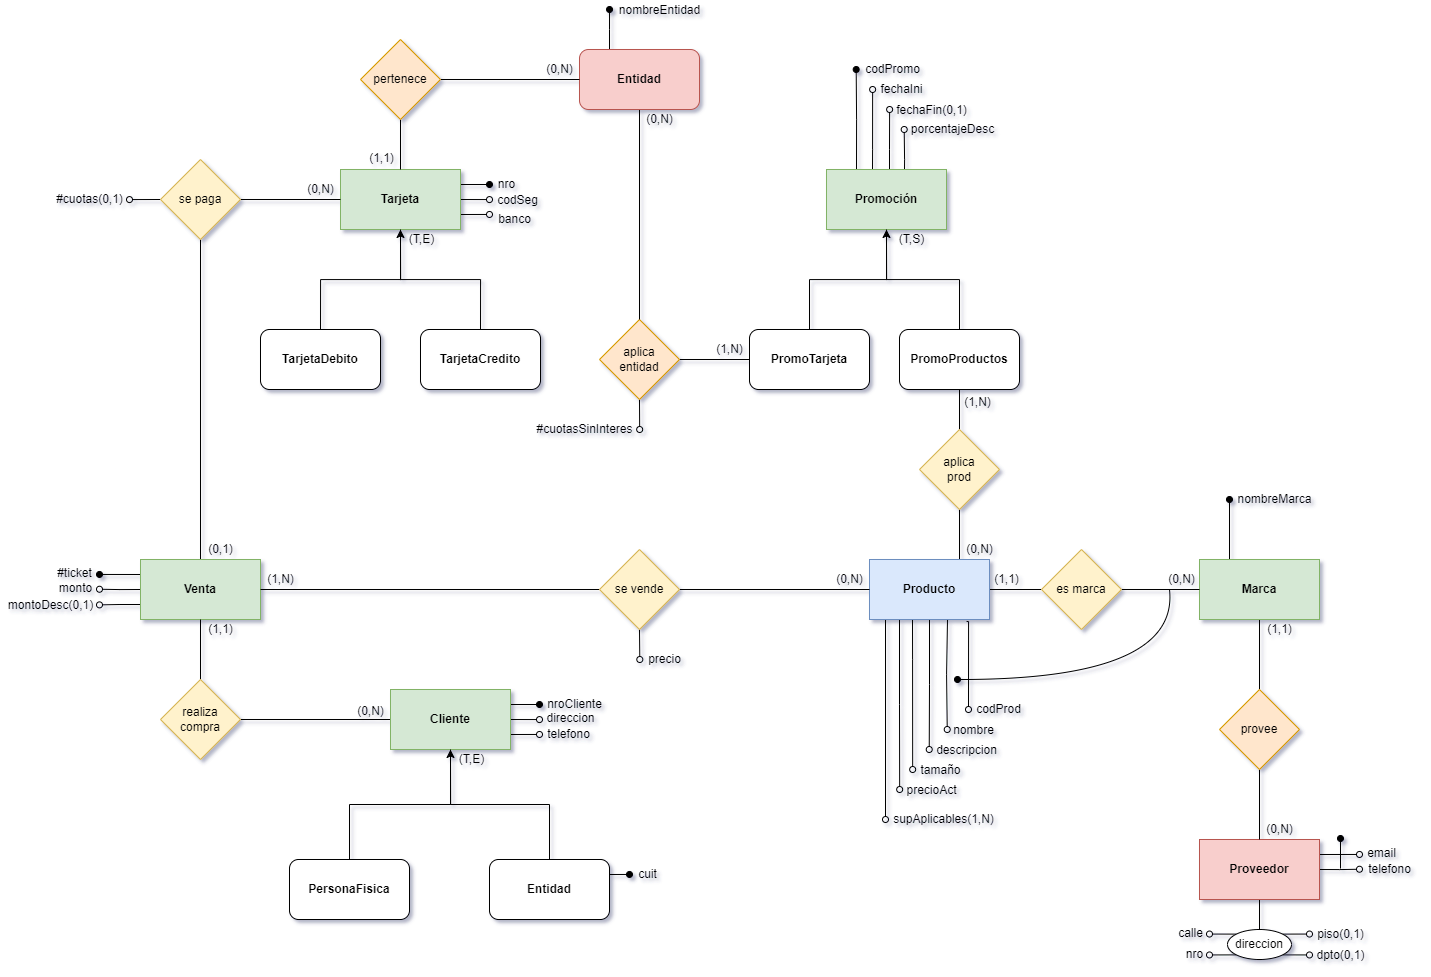 nombreEntidad
pertenece
(0,N)
Entidad
codPromo
fechaIni
fechaFin(0,1)
porcentajeDesc
(0,N)
(1,1)
#cuotas(0,1)
se paga
(0,N)
Tarjeta
nro
codSeg
banco
Promoción
(T,E)
(T,S)
TarjetaDebito
TarjetaCredito
aplica
entidad
(1,N)
PromoTarjeta
PromoProductos
(1,N)
#cuotasSinInteres
aplica
prod
nombreMarca
(0,1)
(0,N)
#ticket
monto
montoDesc(0,1)
Venta
(1,N)
se vende
(0,N)
Producto
(1,1)
es marca
(0,N)
Marca
(1,1)
(1,1)
precio
realiza
compra
(0,N)
Cliente
nroCliente
direccion
telefono
codProd
nombre
descripcion
tamaño
precioAct
supAplicables(1,N)
provee
(T,E)
(0,N)
PersonaFisica
Entidad
cuit
Proveedor
email
telefono
calle
nro
direccion
piso(0,1)
dpto(0,1)